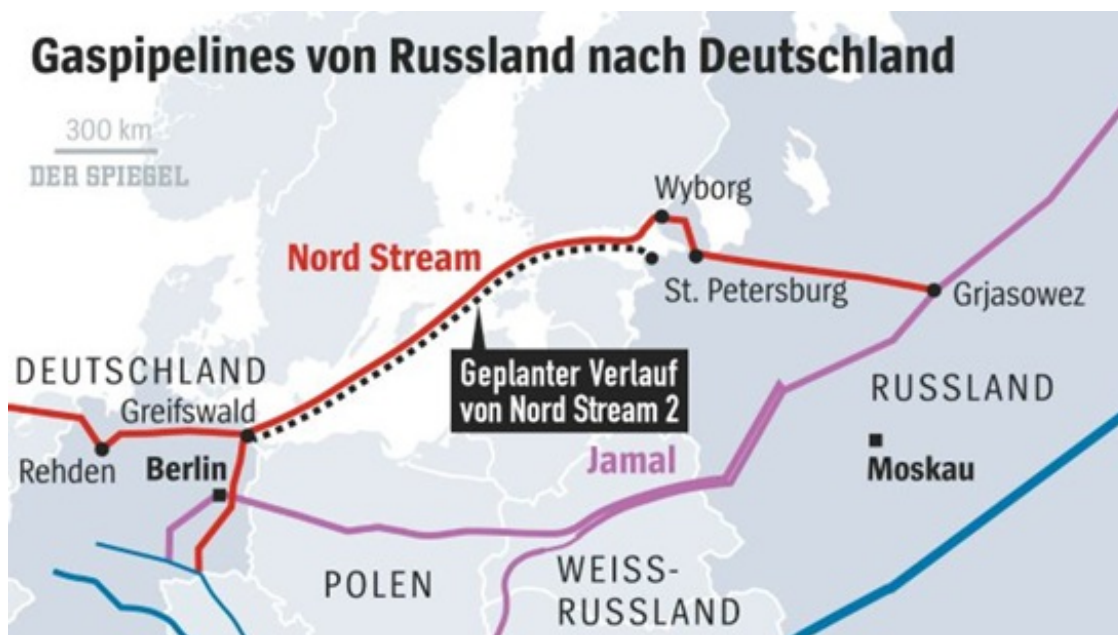 Gaspipelines von Russland nach Deutschland
300 km
DER SPIEGEL
Wyborg
Nord Stream
St. Petersburg
Grjasowez
Geplanter Verlauf
von Nord Stream 2
DEUTSCHLAND
Greifswald
RUSSLAND
Rehden
Berlin
Jamal
Moskau
POLEN
WEISS-
RUSSLAND